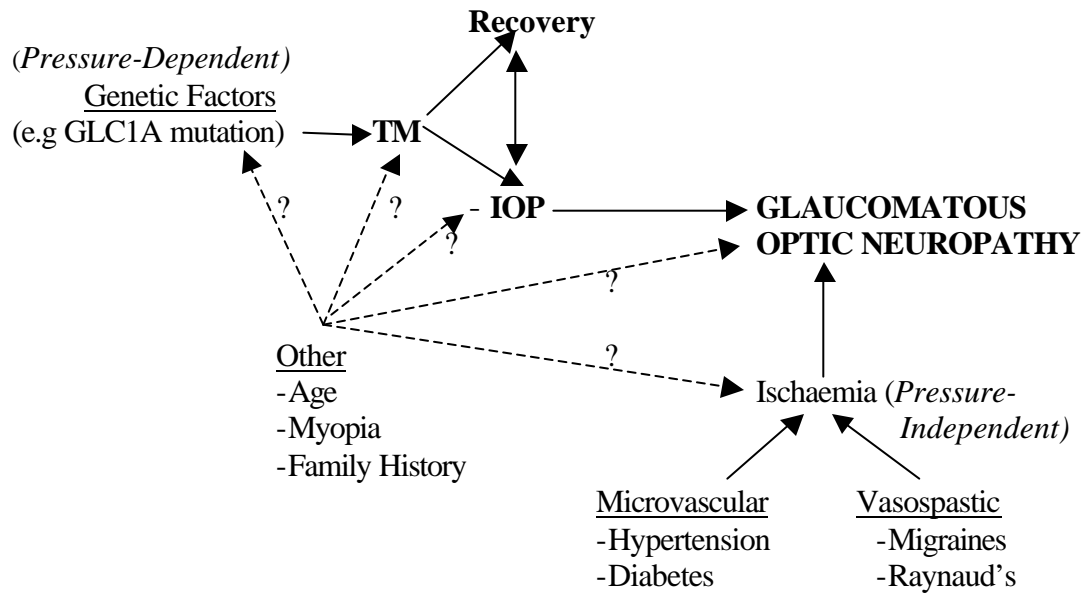 Recovery
(Pressure-Dependent)
Genetic Factors
(e.g GLC1A mutation)
TM
?
?
- IOP
?
GLAUCOMATOUS
OPTIC NEUROPATHY
?
?
Other
-Age
-Myopia
-Family History
Ischaemia (Pressure-
Independent)
Microvascular
-Hypertension
-Diabetes
Vasospastic
-Migraines
-Raynaud's